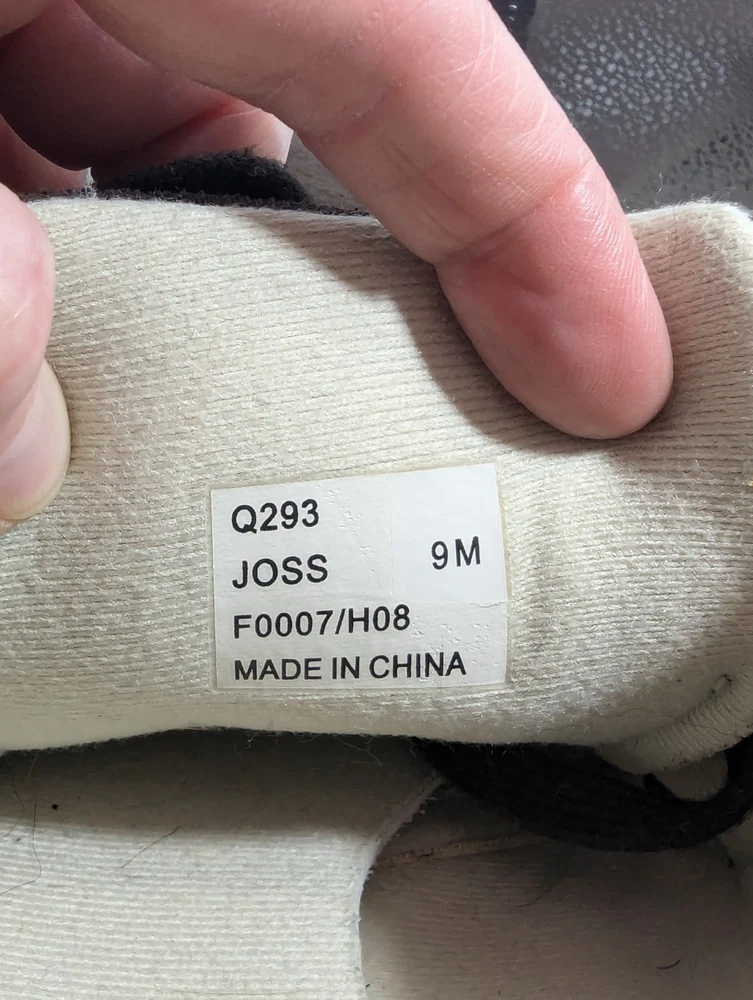 Q293
JOSS 9M
F0007/H08
MADE IN CHINA